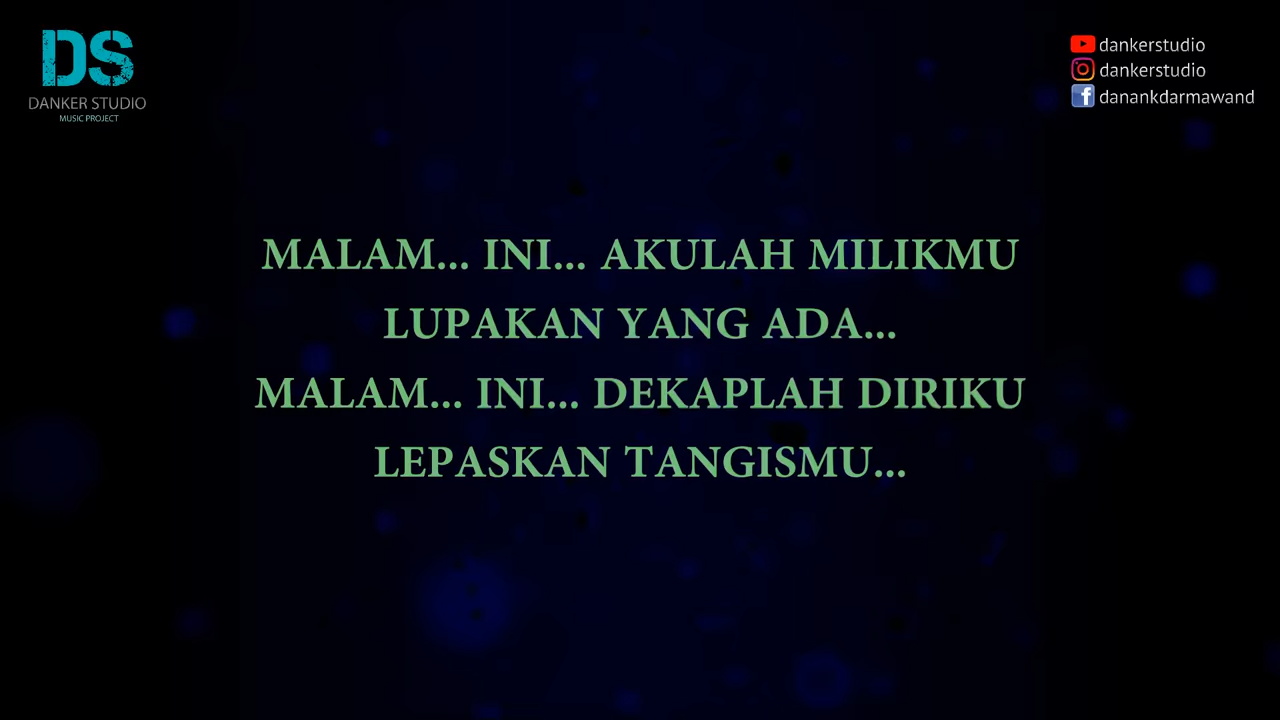 DS
DANKER STUDIO
MUSIC PROJECT
dankerstudio
dankerstudio
danankdarmawand
MALAM... INI... AKULAH MILIKMU
LUPAKAN YANG ADA...
MALAM... INI... DEKAPLAH DIRIKU
LEPASKAN TANGISMU...